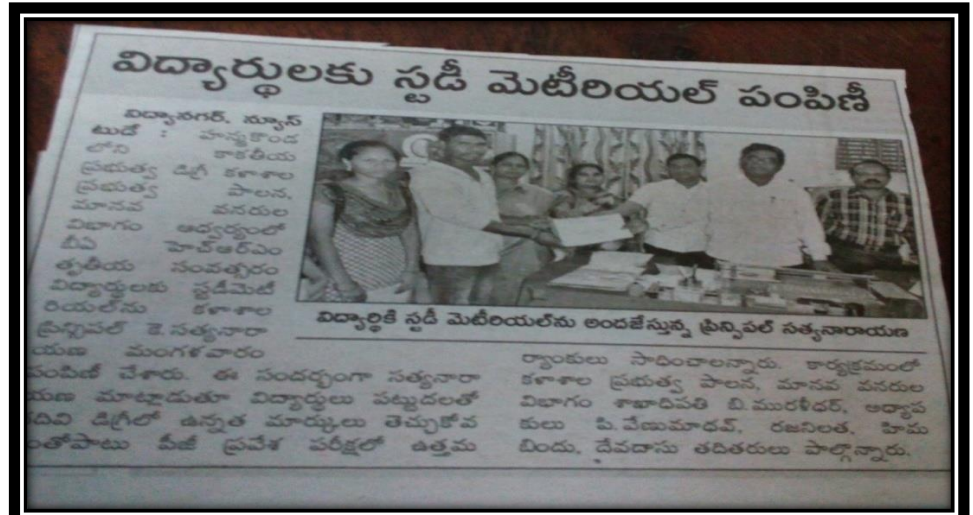 విద్యార్థులకు స్టడీ మెటీరియల్ పంపిణీ
విద్యానగర్, న్యూస్
టుడే : హన్మకొండ
లోని కాకతీయ
ప్రభుత్వ డిగ్రీ కళాశాల
ప్రభుత్వ పాలన,
మానవ వనరుల
విభాగం ఆధ్వర్యంలో
బీఏ హెచ్ఆర్ఎం
తృతీయ సంవత్సరం
విద్యార్థులకు స్టడీమెటీ
రియల్‌ను కళాశాల
ప్రిన్సిపల్ కె.సత్యనారా
యణ మంగళవారం
పంపిణీ చేశారు. ఈ సందర్భంగా సత్యనారా
యణ మాట్లాడుతూ విద్యార్థులు పట్టుదలతో
చదివి డిగ్రీలో ఉన్నత మార్కులు తెచ్చుకోవ
ంతోపాటు పీజీ ప్రవేశ పరీక్షలో ఉత్తమ
విద్యార్థికి స్టడీ మెటీరియల్‌ను అందజేస్తున్న ప్రిన్సిపల్ సత్యనారాయణ
ర్యాంకులు సాధించాలన్నారు. కార్యక్రమంలో
కళాశాల ప్రభుత్వ పాలన, మానవ వనరుల
విభాగం శాఖాధిపతి బి.మురళీధర్, అధ్యాప
కులు పి.వేణుమాధవ్, రజనిలత, హిమ
బిందు, దేవదాసు తదితరులు పాల్గొన్నారు.